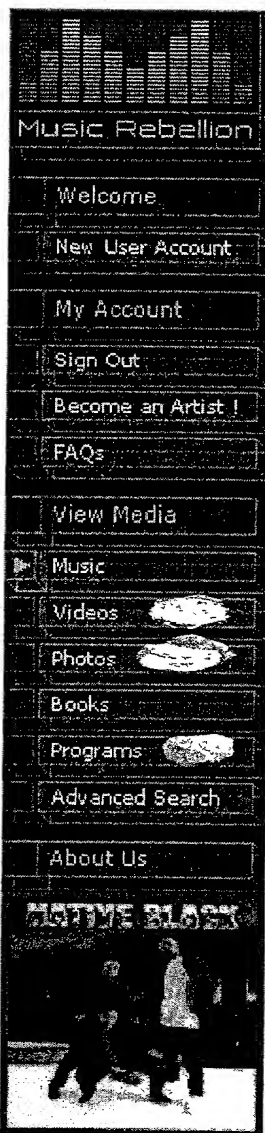 Music Rebellion
Welcome
New User Account
My Account
Sign Out
Become an Artist !
FAQs
View Media
Music
Videos
Photos
Books
Programs
Advanced Search
About Us